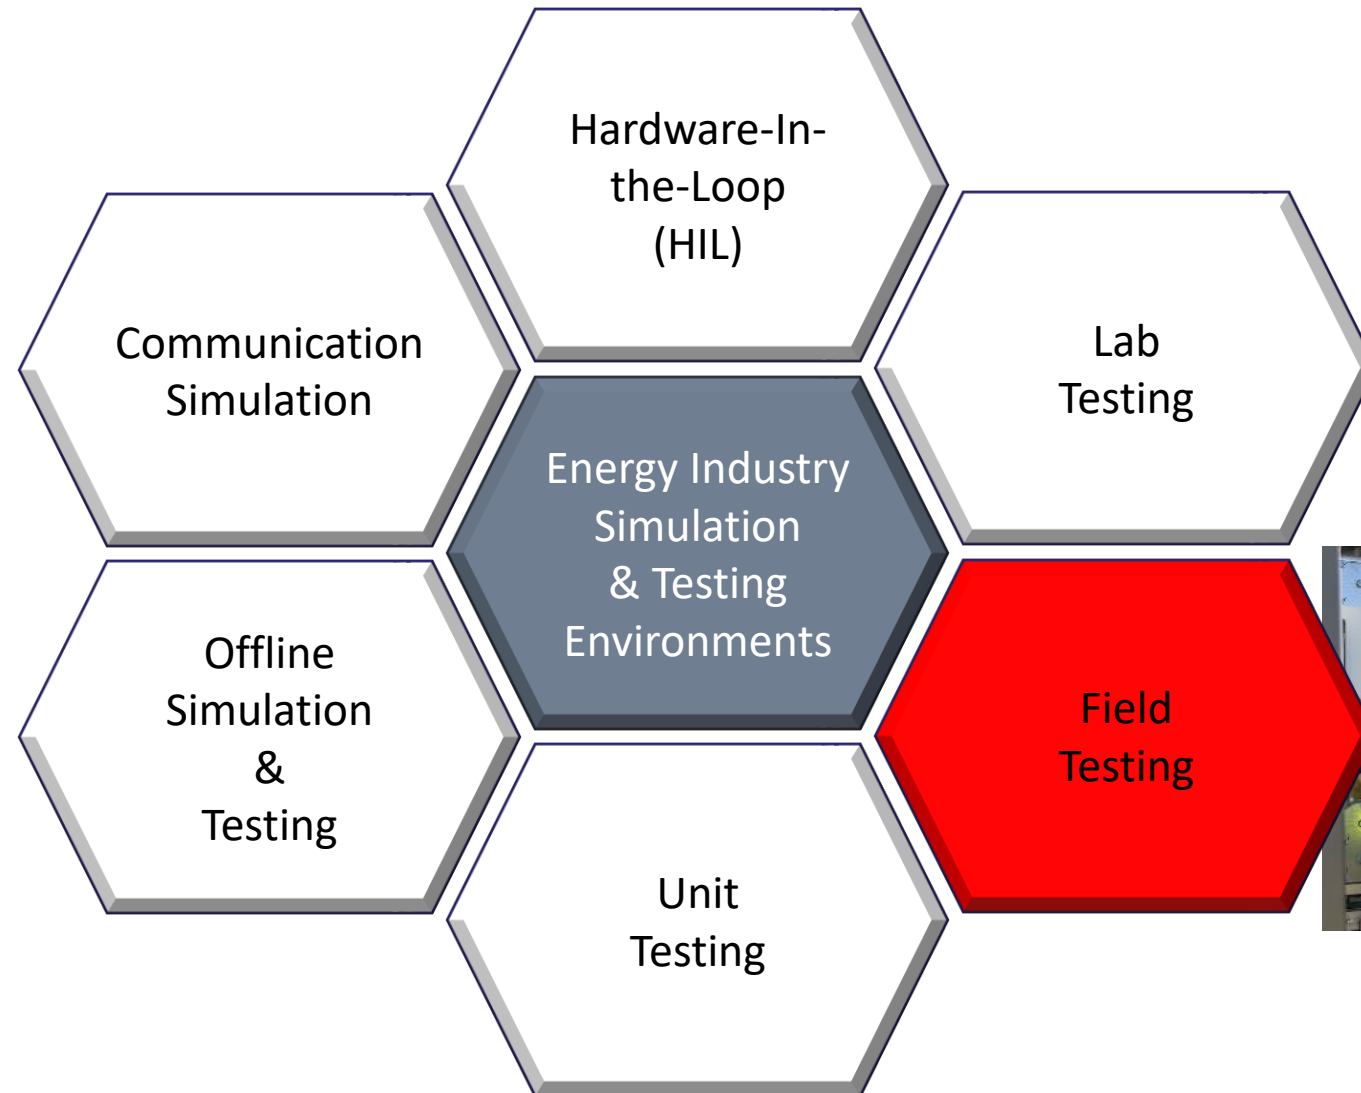 Hardware-In-
the-Loop
(HIL)
Communication
Simulation
Lab
Testing
Energy Industry
Simulation
& Testing
Environments
Offline
Simulation
&
Testing
Field
Testing
Unit
Testing